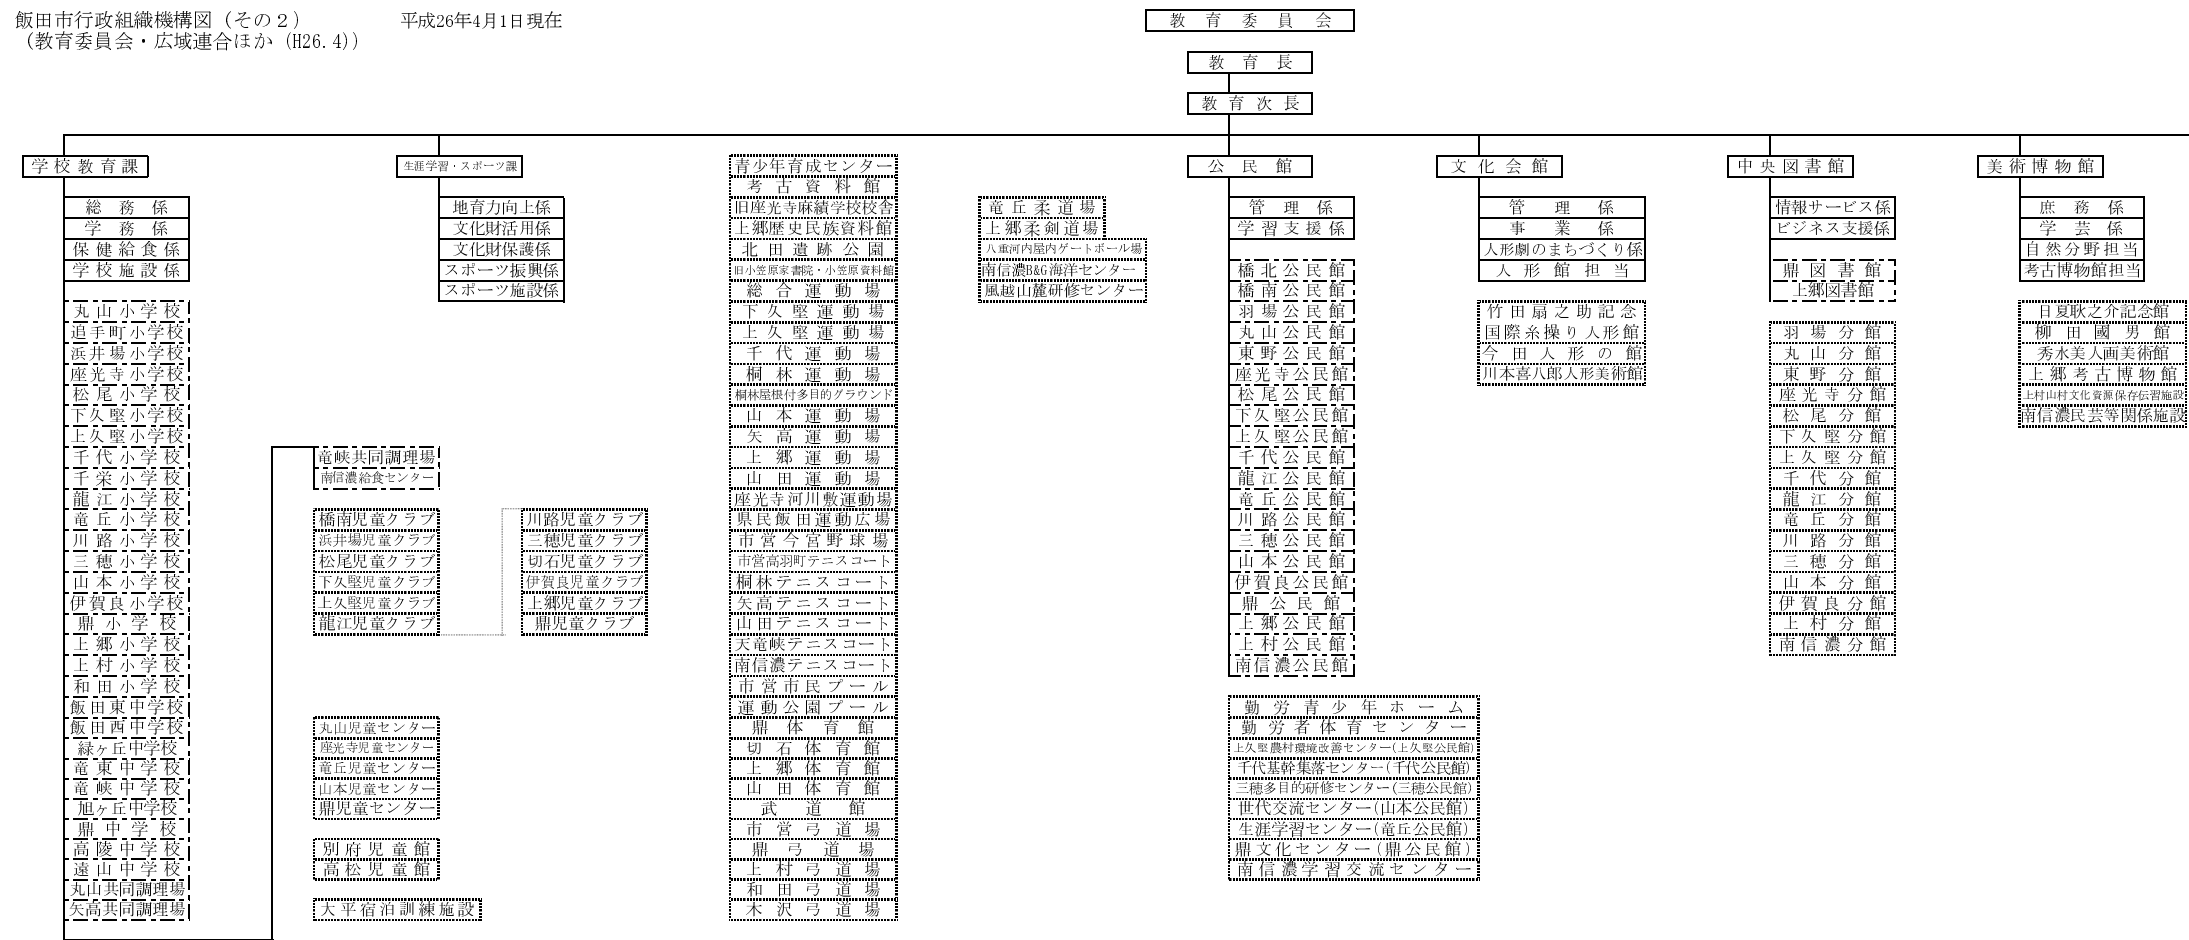 飯田市行政組織機構図（その２）
平成26年4月1日現在
（教育委員会・広域連合ほか (H26.4)）
教育委員会
教育長
教育次長
学校教育課
総務係
学務係
保健給食係
学校施設係
丸山小学校
追手町小学校
浜井場小学校
座光寺小学校
松尾小学校
下久堅小学校
上久堅小学校
千代小学校
千栄小学校
龍江小学校
竜丘小学校
川路小学校
三穂小学校
山本小学校
伊賀良小学校
鼎小学校
上郷小学校
上村小学校
和田小学校
飯田東中学校
飯田西中学校
緑ヶ丘中学校
竜東中学校
竜峡中学校
旭ヶ丘中学校
鼎中学校
高陵中学校
遠山中学校
丸山共同調理場
矢高共同調理場
竜峡共同調理場
南信濃給食センター
橋南児童クラブ
浜井場児童クラブ
松尾児童クラブ
下久堅児童クラブ
上久堅児童クラブ
龍江児童クラブ
川路児童クラブ
三穂児童クラブ
切石児童クラブ
伊賀良児童クラブ
上郷児童クラブ
鼎児童クラブ
丸山児童センター
座光寺児童センター
竜丘児童センター
山本児童センター
鼎児童センター
別府児童館
高松児童館
大平宿泊訓練施設
生涯学習・スポーツ課
地育力向上係
文化財活用係
文化財保護係
スポーツ振興係
スポーツ施設係
青少年育成センター
考古資料館
旧座光寺麻績学校校舎
上郷歴史民族資料館
北田遺跡公園
旧小笠原家書院・小笠原資料館
総合運動場
下久堅運動場
上久堅運動場
千代運動場
桐林運動場
桐林屋根付多目的グラウンド
山本運動場
矢高運動場
上郷運動場
山田運動場
座光寺河川敷運動場
県民飯田運動広場
市営今宮野球場
市営高羽町テニスコート
桐林テニスコート
矢高テニスコート
山田テニスコート
天竜峡テニスコート
南信濃テニスコート
市営市民プール
運動公園プール
鼎体育館
切石体育館
上郷体育館
山田体育館
武道館
市営弓道場
鼎弓道場
上村弓道場
和田弓道場
木沢弓道場
竜丘柔道場
上郷柔剣道場
八重河内屋内ゲートボール場
南信濃B&G海洋センター
風越山麓研修センター
公民館
管理係
学習支援係
橋北公民館
橋南公民館
羽場公民館
丸山公民館
東野公民館
座光寺公民館
松尾公民館
下久堅公民館
上久堅公民館
千代公民館
龍江公民館
竜丘公民館
川路公民館
三穂公民館
山本公民館
伊賀良公民館
鼎公民館
上郷公民館
上村公民館
南信濃公民館
勤労青少年ホーム
勤労者体育センター
上久堅農村環境改善センター(上久堅公民館)
千代基幹集落センター(千代公民館)
三穂多目的研修センター(三穂公民館)
世代交流センター(山本公民館)
生涯学習センター(竜丘公民館)
鼎文化センター(鼎公民館)
南信濃学習交流センター
文化会館
管理係
事業係
人形劇のまちづくり係
人形館担当
竹田扇之助記念
国際糸操り人形館
今田人形の館
川本喜八郎人形美術館
中央図書館
情報サービス係
ビジネス支援係
鼎図書館
上郷図書館
羽場分館
丸山分館
東野分館
座光寺分館
松尾分館
下久堅分館
上久堅分館
千代分館
龍江分館
竜丘分館
川路分館
三穂分館
山本分館
伊賀良分館
上村分館
南信濃分館
美術博物館
庶務係
学芸係
自然分野担当
考古博物館担当
日夏耿之介記念館
柳田國男館
秀水美人画美術館
上郷考古博物館
上村山村文化資源保存伝習施設
南信濃民芸等関係施設